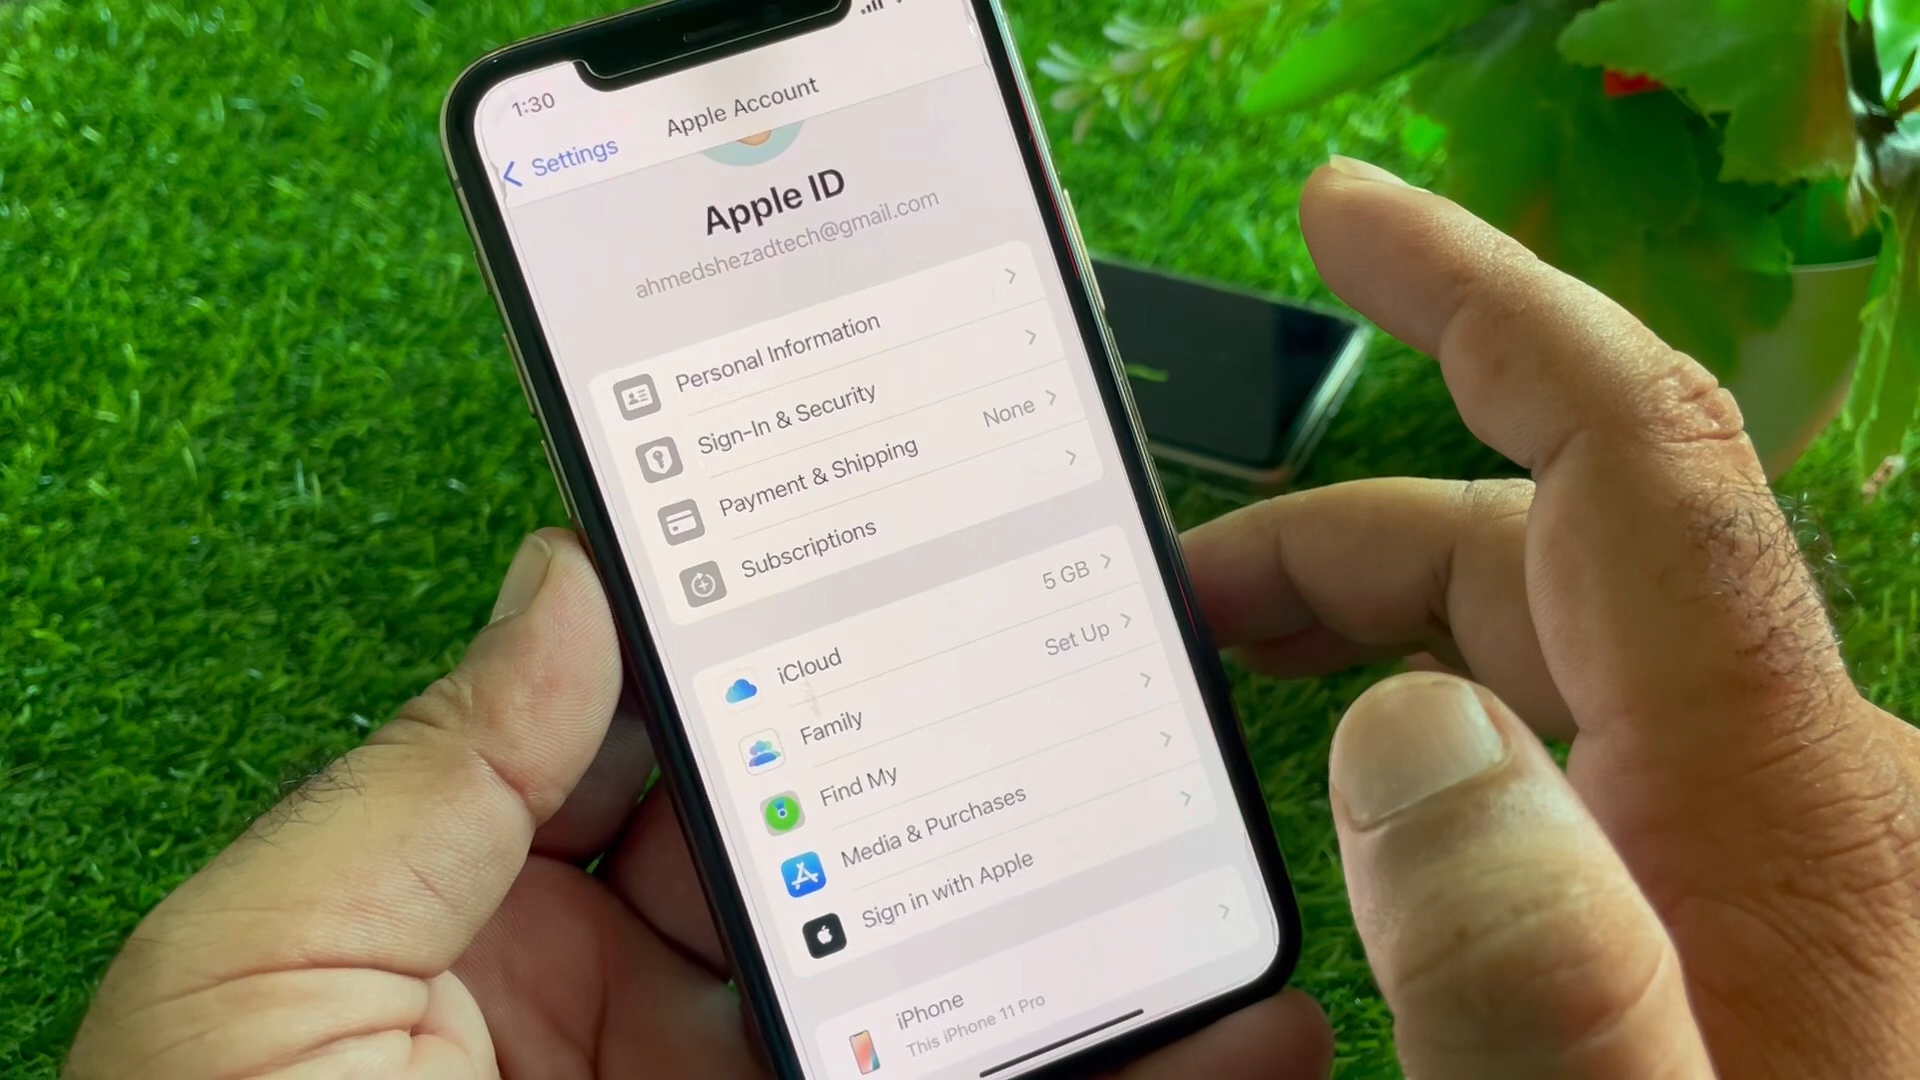 1:30
Apple Account
Settings
Apple ID
ahmedshezadtech@gmail.com
Personal Information
Sign-In & Security
Payment & Shipping None
Subscriptions
iCloud 5 GB
Family Set Up
Find My
Media & Purchases
Sign in with Apple
iPhone
This iPhone 11 Pro